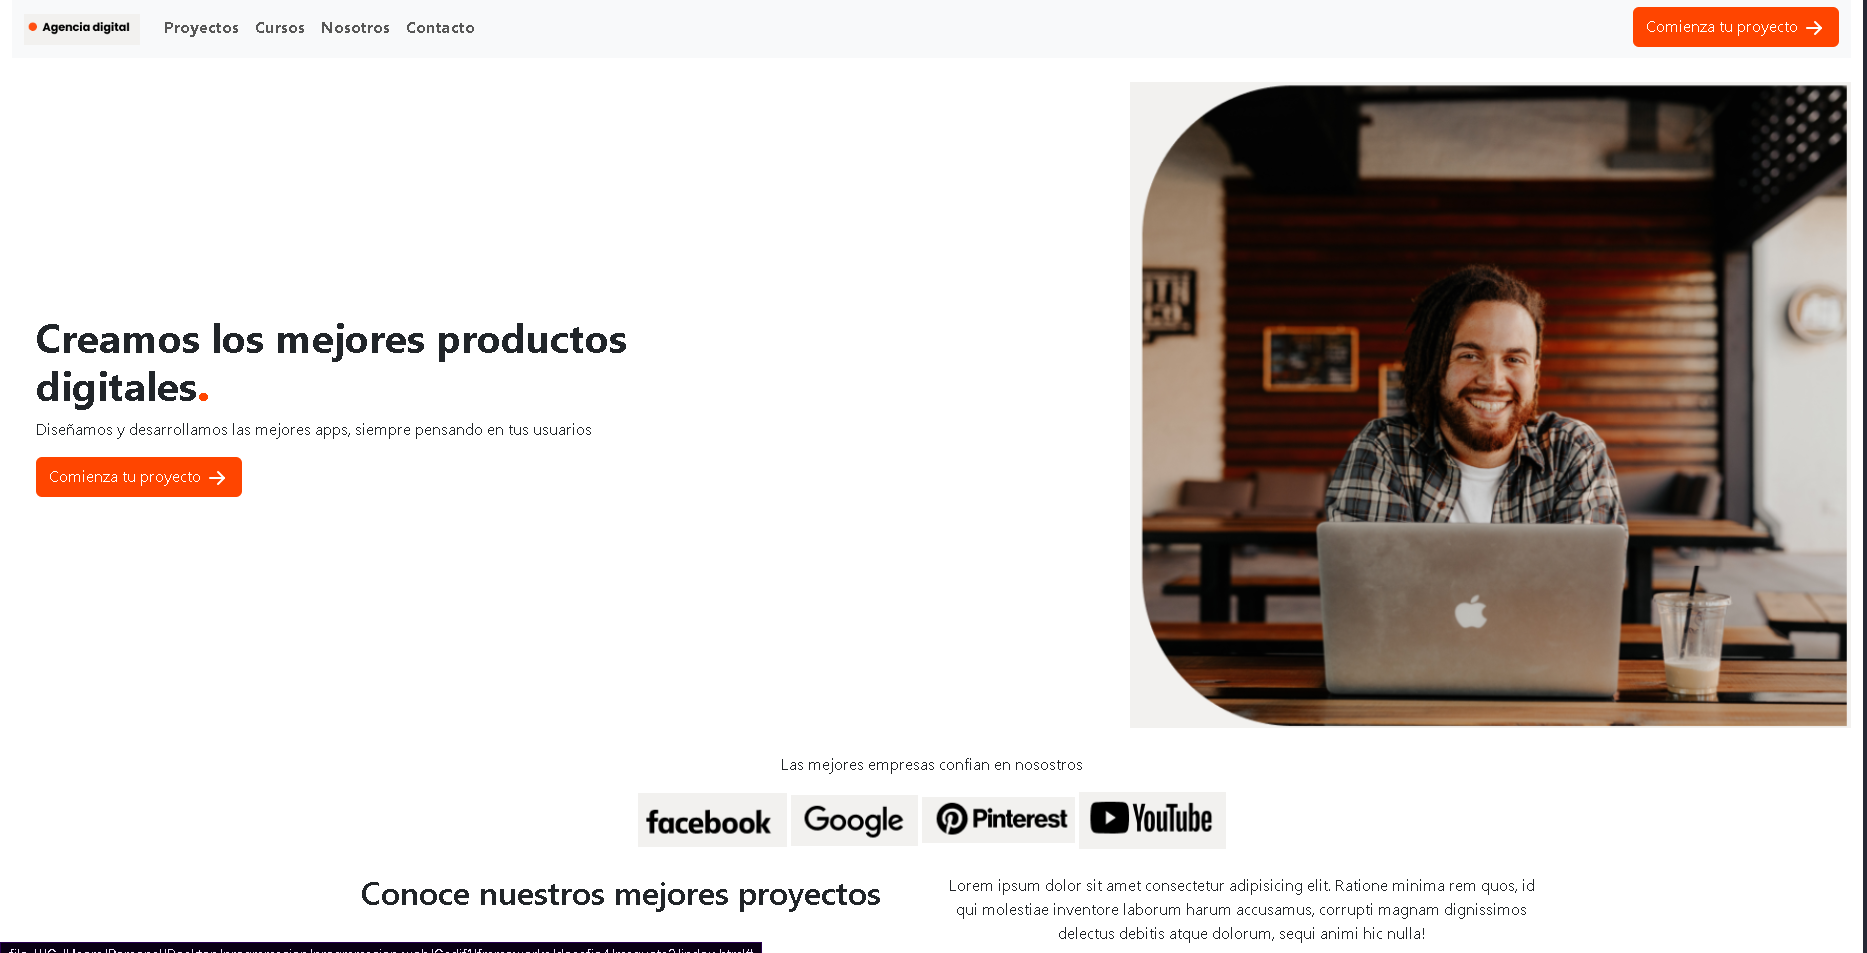 Agencia digital
Proyectos
Cursos
Nosotros
Contacto
Comienza tu proyecto
Creamos los mejores productos
digitales.
Diseñamos y desarrollamos las mejores apps, siempre pensando en tus usuarios
Comienza tu proyecto
Las mejores empresas confian en nosostros
facebook
Google
Pinterest
YouTube
Conoce nuestros mejores proyectos
Lorem ipsum dolor sit amet consectetur adipisicing elit. Ratione minima rem quos, id
qui molestiae inventore laborum harum accusamus, corrupti magnam dignissimos
delectus debitis atque dolorum, sequi animi hic nulla!